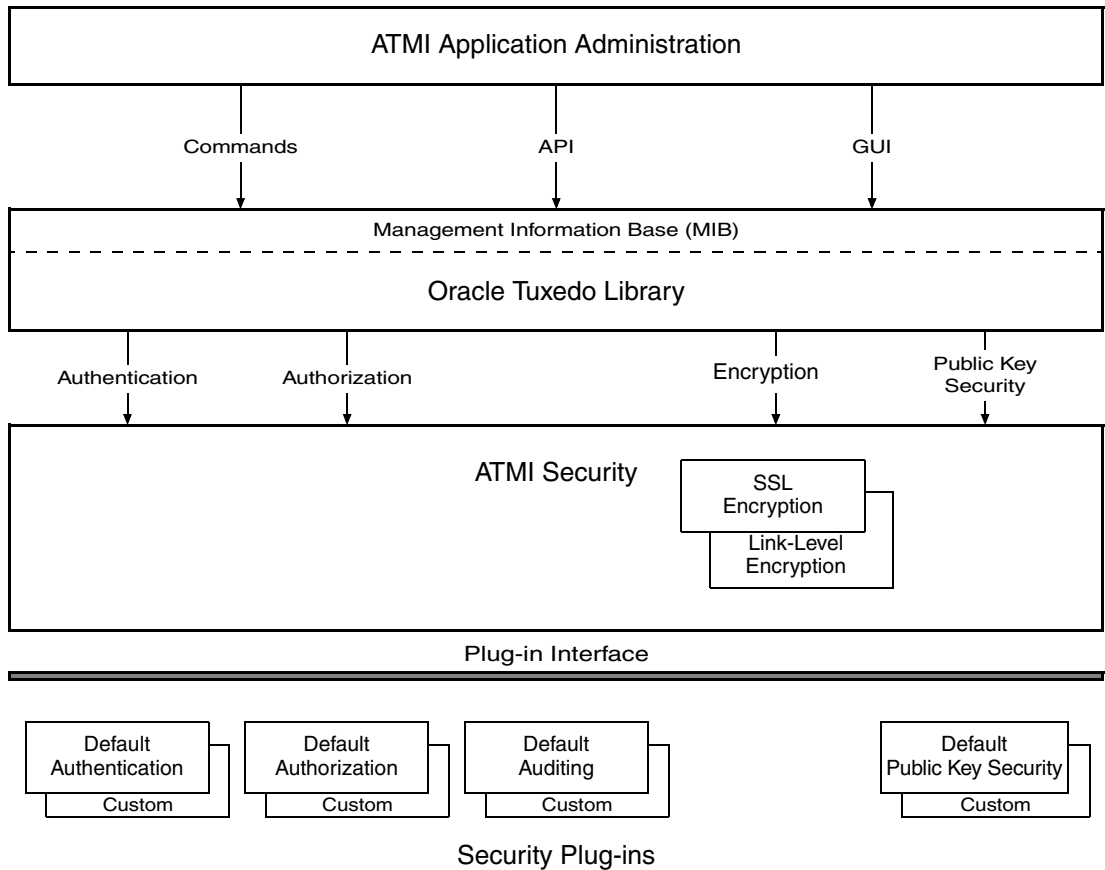 ATMI Application Administration
Commands
API
GUI
Management Information Base (MIB)
Oracle Tuxedo Library
Authentication
Authorization
Encryption
Public Key
Security
ATMI Security
SSL
Encryption
Link-Level
Encryption
Plug-in Interface
Default
Authentication
Custom
Default
Authorization
Custom
Default
Auditing
Custom
Default
Public Key Security
Custom
Security Plug-ins